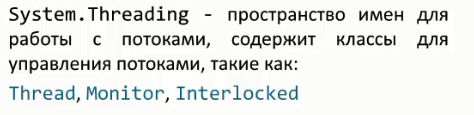 System.Threading - пространство имен для
работы с потоками, содержит классы для
управления потоками, такие как:
Thread, Monitor, Interlocked